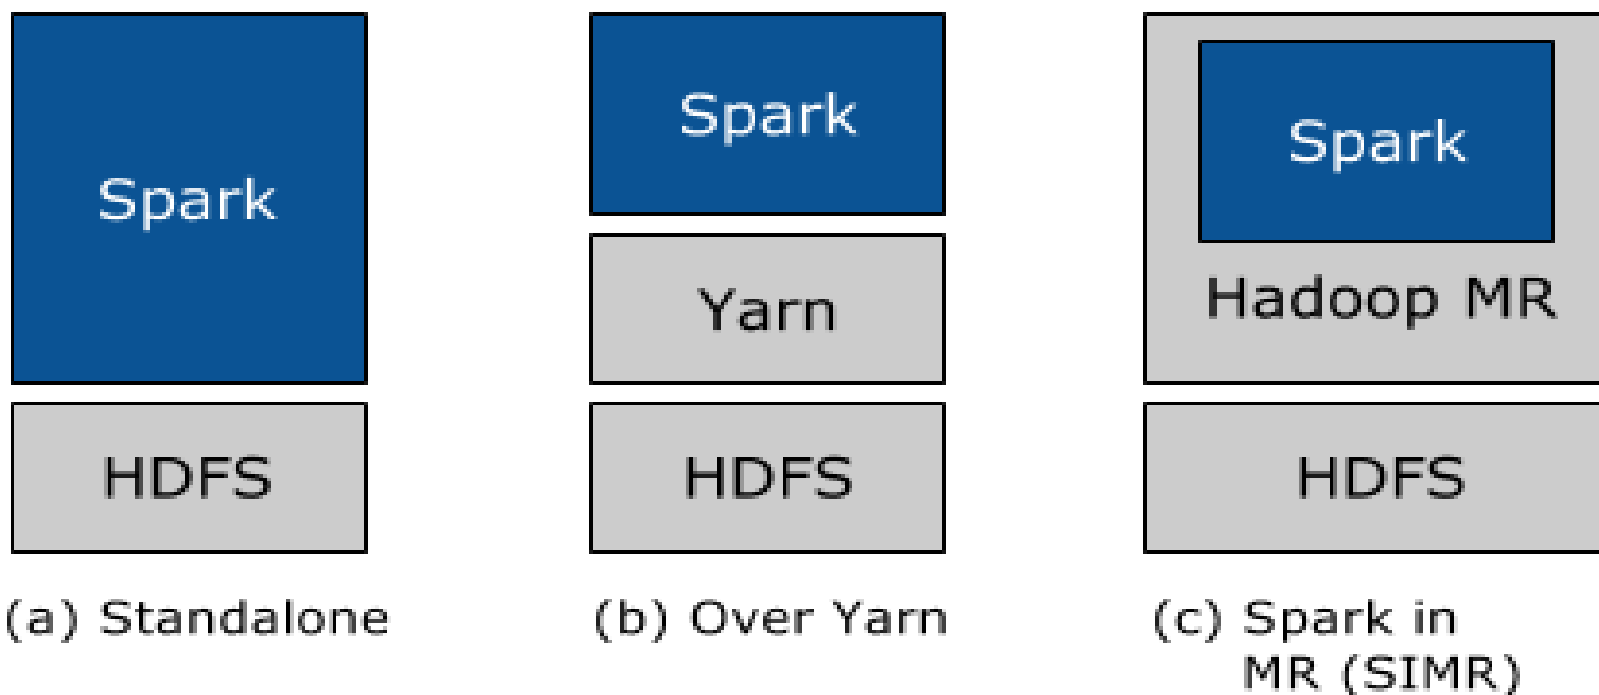 Spark
HDFS
(a) Standalone
Spark
Yarn
HDFS
(b) Over Yarn
Spark
Hadoop MR
HDFS
(c) Spark in
MR (SIMR)